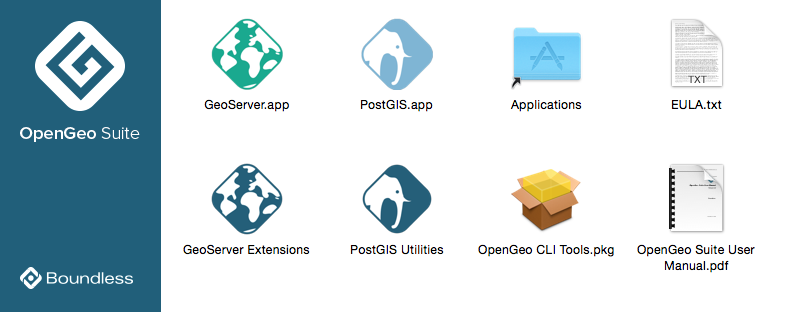 OpenGeo Suite
Boundless
GeoServer.app
PostGIS.app
Applications
TXT
EULA.txt
GeoServer Extensions
PostGIS Utilities
OpenGeo CLI Tools.pkg
OpenGeo Suite User
Manual.pdf